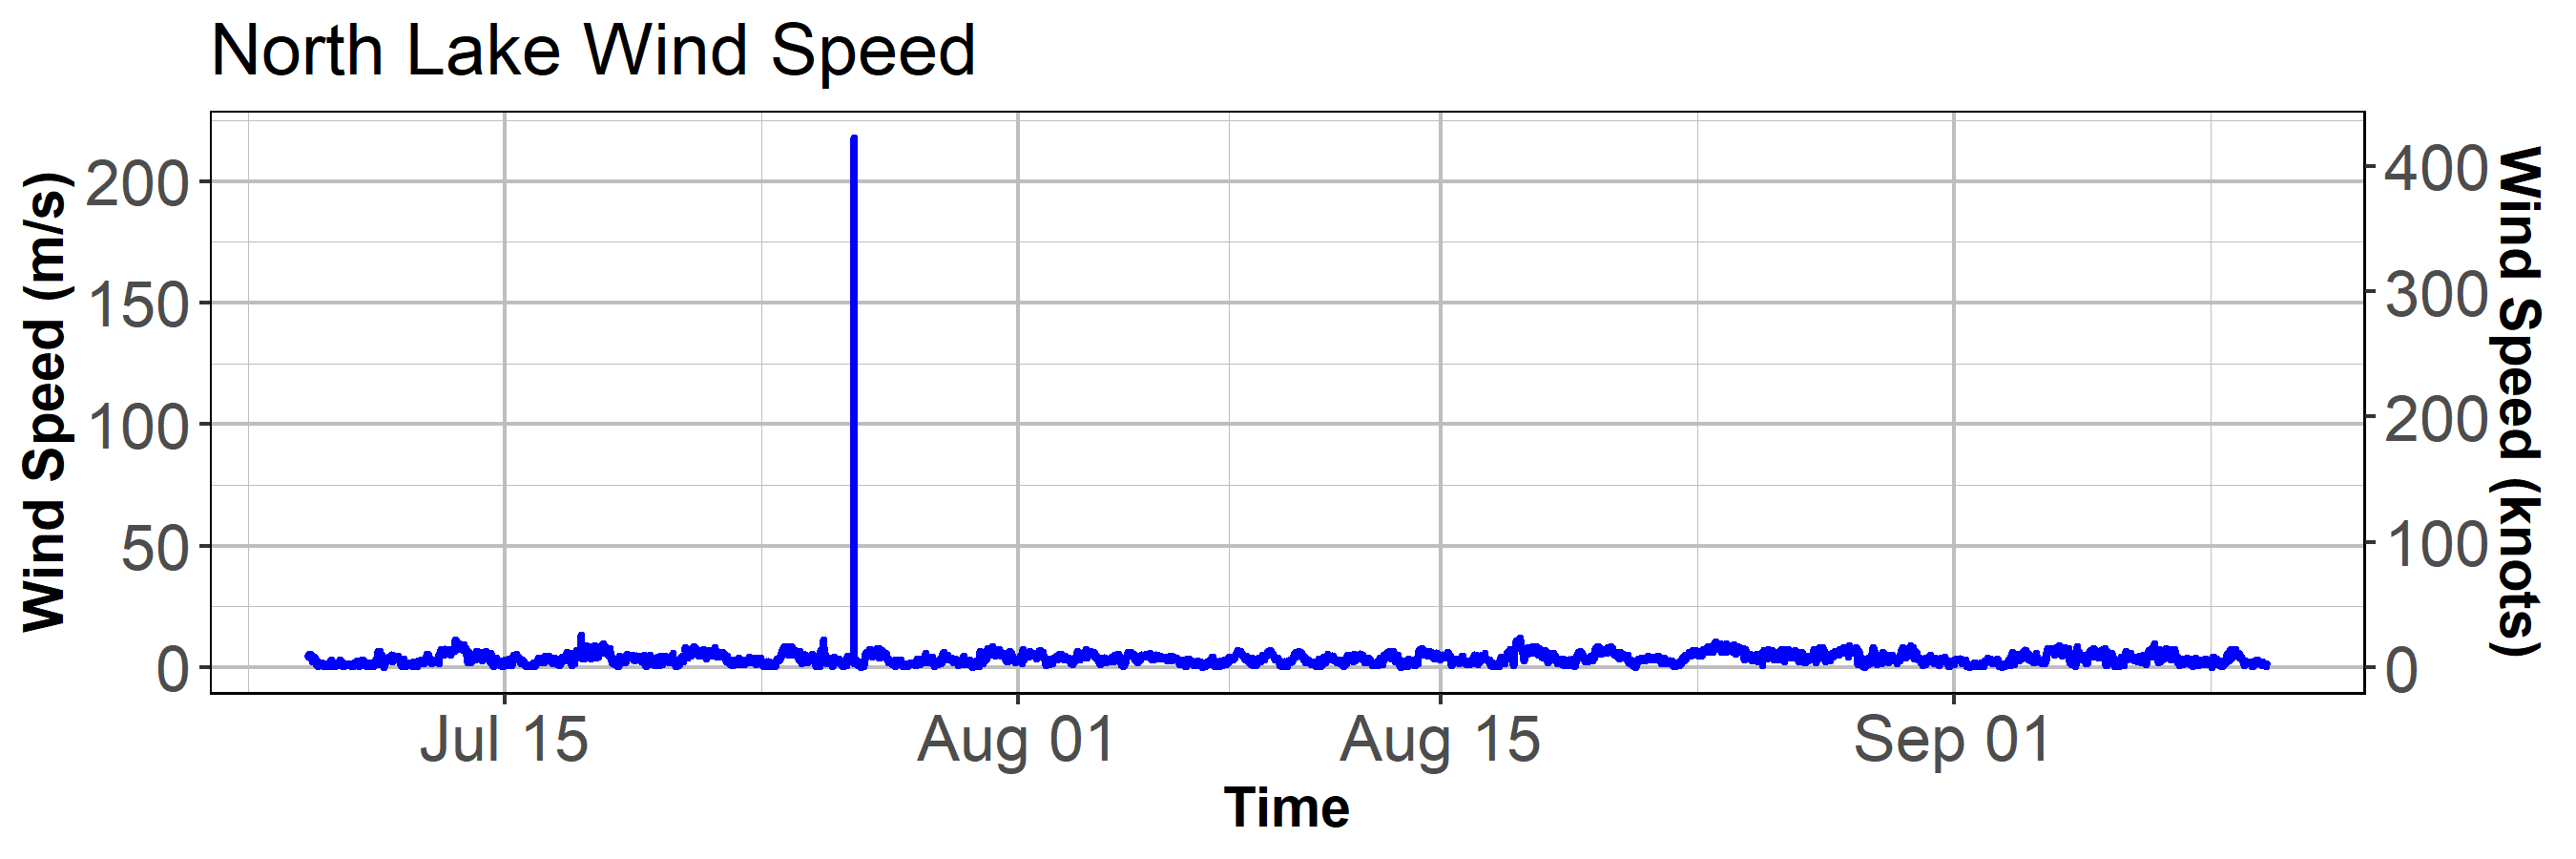 North Lake Wind Speed
Wind Speed (m/s)
200
150
100
50
0
400
300
200
100
0
Wind Speed (knots)
Jul 15
Aug 01
Aug 15
Sep 01
Time